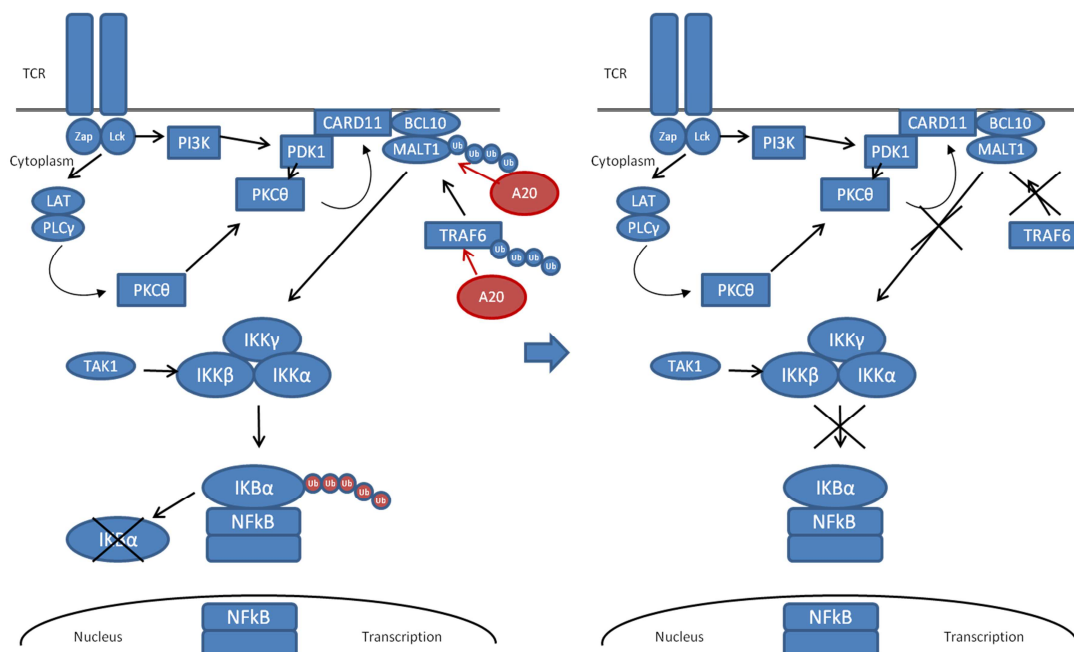 TCR
Zap
Lck
PI3K
CARD11
BCL10
PDK1
MALT1
Ub
Ub
Ub
Ub
Cytoplasm
LAT
PKCθ
A20
PLCγ
TRAF6
Ub
Ub
Ub
Ub
PKCθ
A20
IKKγ
TAK1
IKKβ
IKKα
IKBα
Ub
Ub
Ub
Ub
Ub
NFkB
IKBα
NFkB
Nucleus
Transcription
TCR
Zap
Lck
PI3K
CARD11
BCL10
PDK1
MALT1
Cytoplasm
LAT
PKCθ
PLCγ
TRAF6
PKCθ
IKKγ
TAK1
IKKβ
IKKα
IKBα
NFkB
NFkB
Nucleus
Transcription